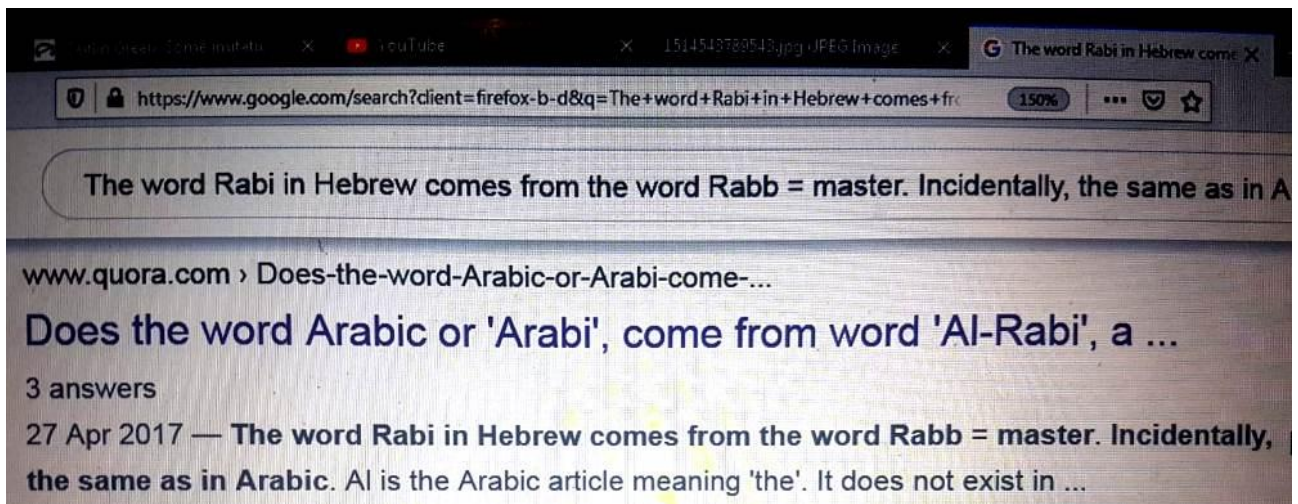 YouTube × 1514543789543.jpg (JPEG Image × G The word Rabi in Hebrew come ×
https://www.google.com/search?client=firefox-b-d&q=The+word+Rabi+in+Hebrew+comes+fr 150%
The word Rabi in Hebrew comes from the word Rabb = master. Incidentally, the same as in A
www.quora.com › Does-the-word-Arabic-or-Arabi-come-...
Does the word Arabic or 'Arabi', come from word 'Al-Rabi', a ...
3 answers
27 Apr 2017 — The word Rabi in Hebrew comes from the word Rabb = master. Incidentally,
the same as in Arabic. Al is the Arabic article meaning 'the'. It does not exist in ...